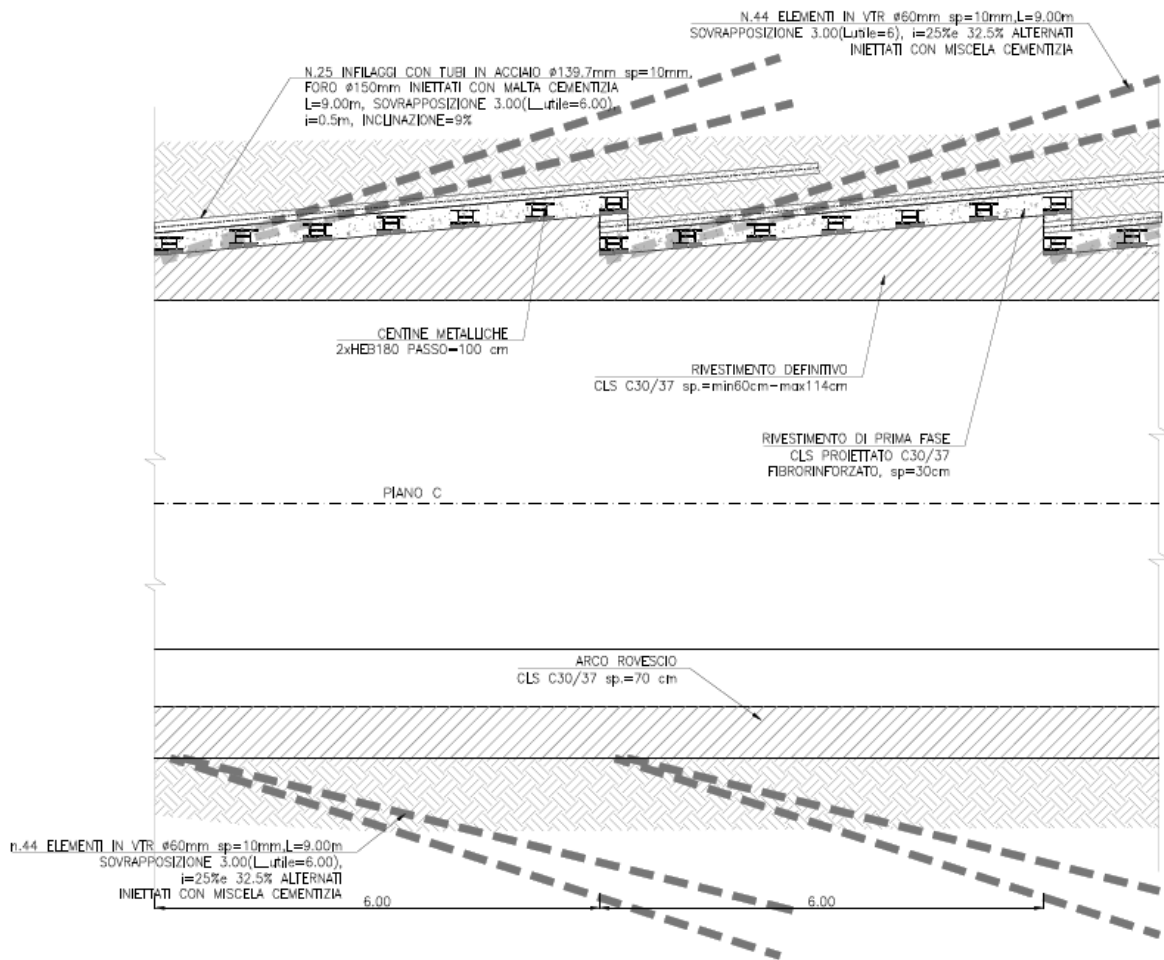 N.44 ELEMENTI IN VTR ø60mm sp=10mm,L=9.00m
SOVRAPPOSIZIONE 3.00(Lutile=6), i=25%e 32.5% ALTERNATI
INIETTATI CON MISCELA CEMENTIZIA
N.25 INFILAGGI CON TUBI IN ACCIAIO ø139.7mm sp=10mm,
FORO ø150mm INIETTATI CON MALTA CEMENTIZIA
L=9.00m, SOVRAPPOSIZIONE 3.00(L_utile=6.00),
i=0.5m, INCLINAZIONE=9%
CENTINE METALLICHE
2xHEB180 PASSO=100 cm
RIVESTIMENTO DEFINITIVO
CLS C30/37 sp.=min60cm-max114cm
RIVESTIMENTO DI PRIMA FASE
CLS PROIETTATO C30/37
FIBRORINFORZATO, sp=30cm
PIANO C
ARCO ROVESCIO
CLS C30/37 sp.=70 cm
n.44 ELEMENTI IN VTR ø60mm sp=10mm,L=9.00m
SOVRAPPOSIZIONE 3.00(L_utile=6.00),
i=25%e 32.5% ALTERNATI
INIETTATI CON MISCELA CEMENTIZIA
6.00
6.00